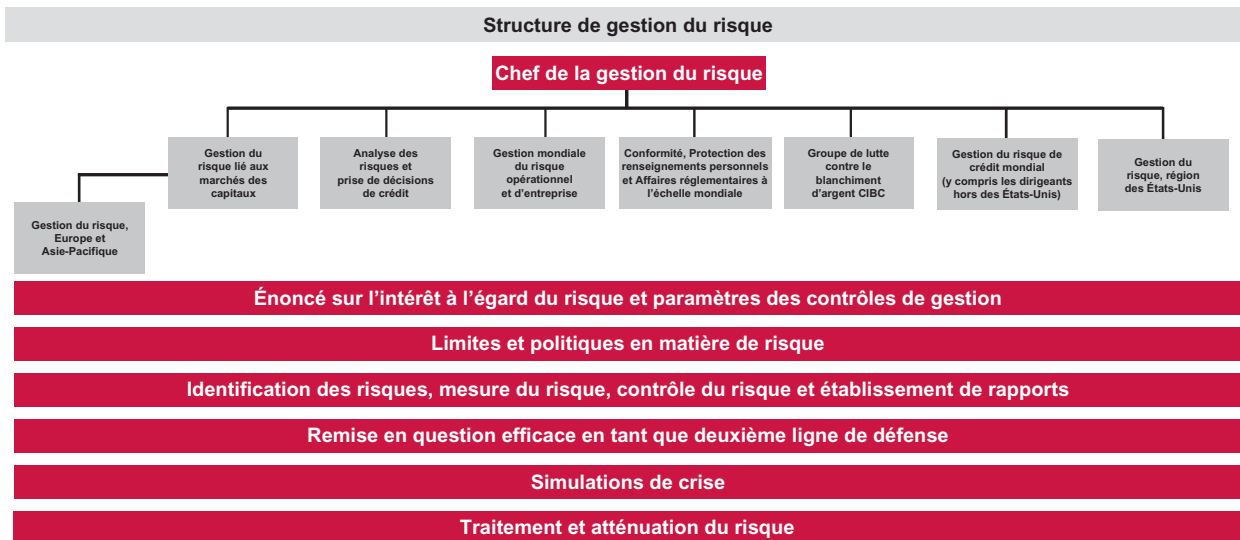 Structure de gestion du risque
Chef de la gestion du risque
Gestion du
risque lié aux
marchés des
capitaux
Analyse des
risques et
prise de décisions
de crédit
Gestion mondiale
du risque
opérationnel
et d’entreprise
Conformité, Protection des
renseignements personnels
et Affaires réglementaires à
l’échelle mondiale
Groupe de lutte
contre le
blanchiment
d’argent CIBC
Gestion du risque de
crédit mondial
(y compris les dirigeants
hors des États-Unis)
Gestion du
risque, région
des États-Unis
Gestion du risque,
Europe et
Asie-Pacifique
Énoncé sur l’intérêt à l’égard du risque et paramètres des contrôles de gestion
Limites et politiques en matière de risque
Identification des risques, mesure du risque, contrôle du risque et établissement de rapports
Remise en question efficace en tant que deuxième ligne de défense
Simulations de crise
Traitement et atténuation du risque